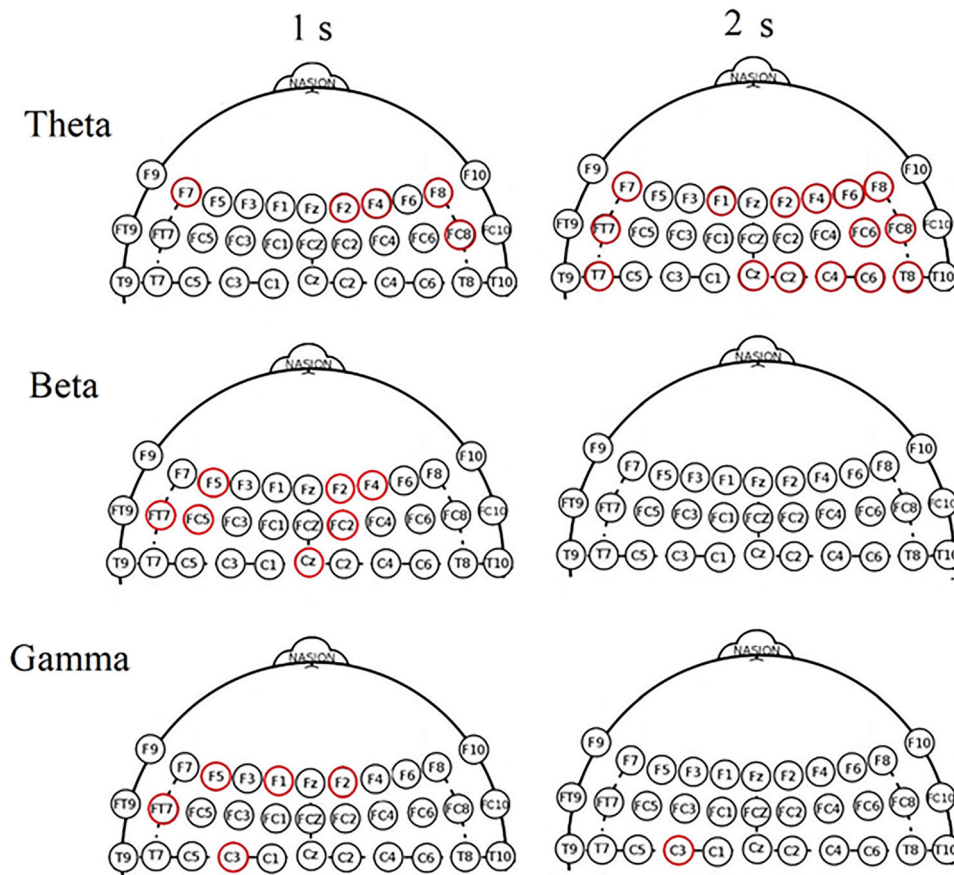 1 s 2 s
NASION NASION
Theta
F9 F10 F9 F10
F7 F5 F3 F1 Fz F2 F4 F6 F8 F7 F5 F3 F1 Fz F2 F4 F6 F8
FT9 FT7 FC5 FC3 FC1 FCZ FC2 FC4 FC6 FC8 FC10 FT9 FT7 FC5 FC3 FC1 FCZ FC2 FC4 FC6 FC8 FC10
T9 T7 C5 C3 C1 Cz C2 C4 C6 T8 T10 T9 T7 C5 C3 C1 Cz C2 C4 C6 T8 T10
NASION NASION
Beta
F9 F10 F9 F10
F7 F5 F3 F1 Fz F2 F4 F6 F8 F7 F5 F3 F1 Fz F2 F4 F6 F8
FT9 FT7 FC5 FC3 FC1 FCZ FC2 FC4 FC6 FC8 FC10 FT9 FT7 FC5 FC3 FC1 FCZ FC2 FC4 FC6 FC8 FC10
T9 T7 C5 C3 C1 Cz C2 C4 C6 T8 T10 T9 T7 C5 C3 C1 Cz C2 C4 C6 T8 T10
NASION NASION
Gamma
F9 F10 F9 F10
F7 F5 F3 F1 Fz F2 F4 F6 F8 F7 F5 F3 F1 Fz F2 F4 F6 F8
FT9 FT7 FC5 FC3 FC1 FCZ FC2 FC4 FC6 FC8 FC10 FT9 FT7 FC5 FC3 FC1 FCZ FC2 FC4 FC6 FC8 FC10
T9 T7 C5 C3 C1 Cz C2 C4 C6 T8 T10 T9 T7 C5 C3 C1 Cz C2 C4 C6 T8 T10